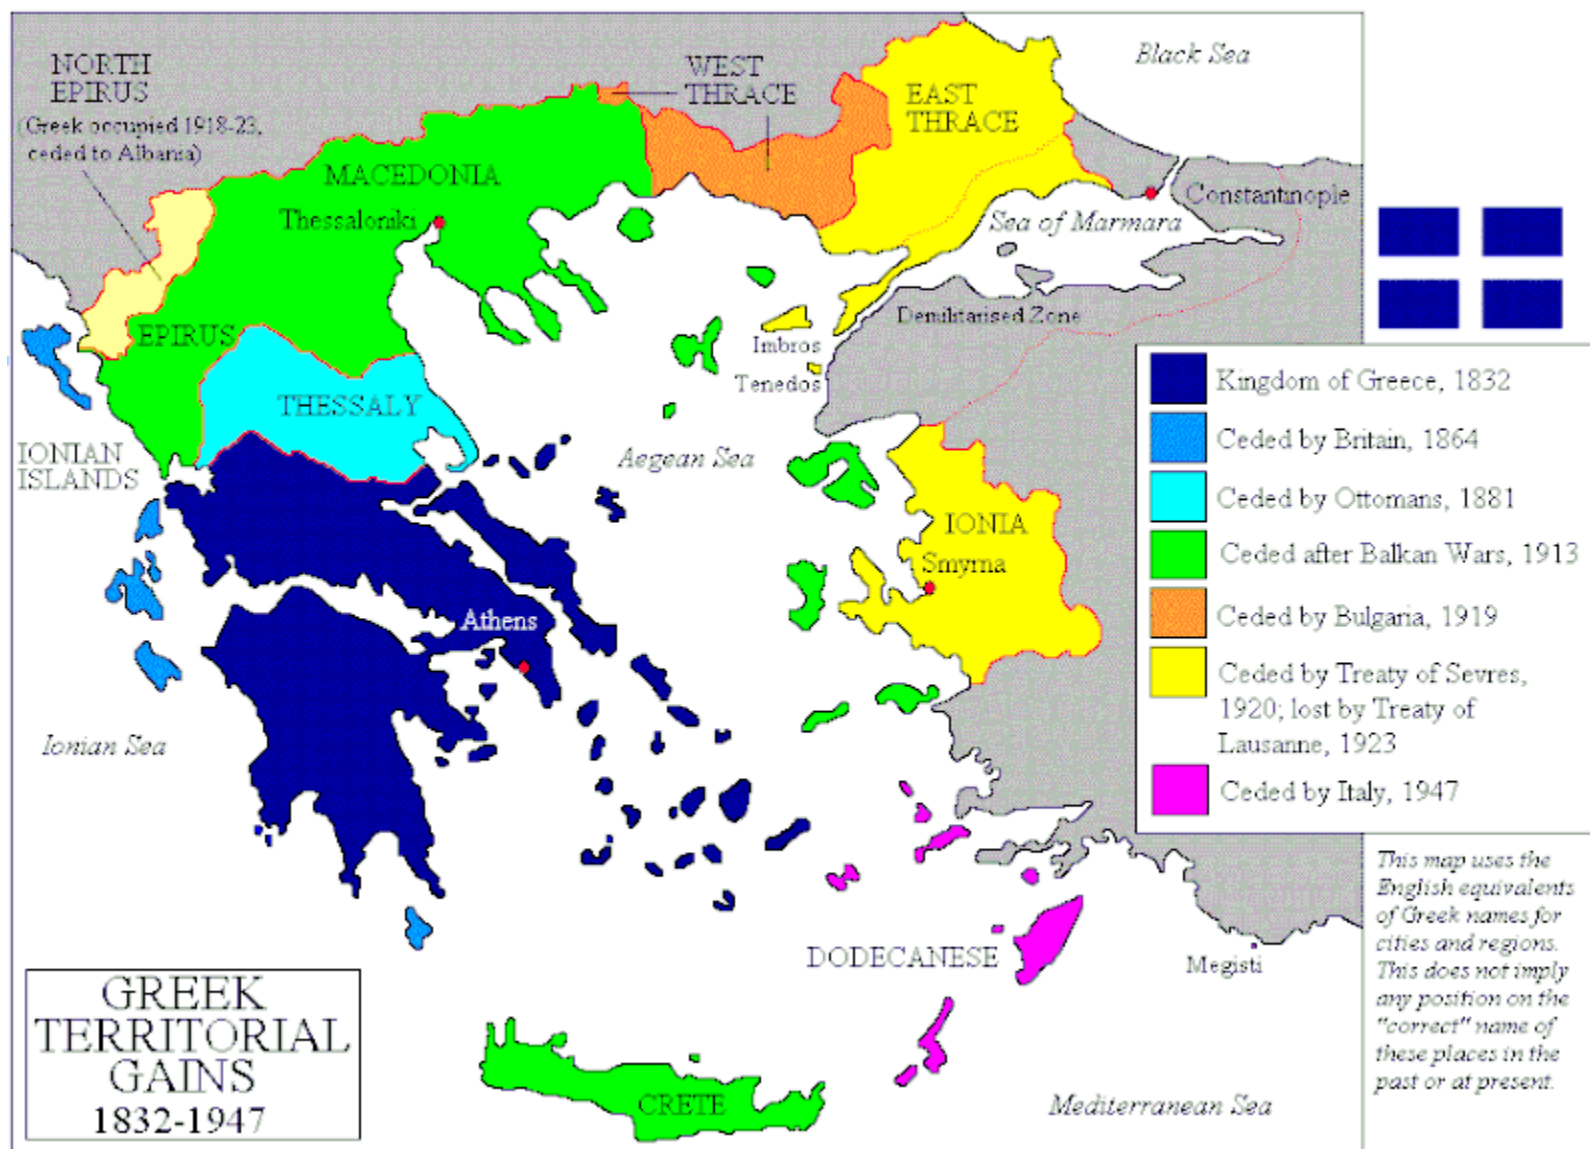 Black Sea
NORTH
EPIRUS
(Greek occupied 1918-23,
ceded to Albania)
WEST
THRACE
EAST
THRACE
MACEDONIA
Thessaloniki
Constantinople
Sea of Marmara
EPIRUS
Demilitarised Zone
Imbros
Tenedos
THESSALY
IONIAN
ISLANDS
Aegean Sea
IONIA
Smyrna
Athens
Ionian Sea
DODECANESE
Megisti
CRETE
Mediterranean Sea
Kingdom of Greece, 1832
Ceded by Britain, 1864
Ceded by Ottomans, 1881
Ceded after Balkan Wars, 1913
Ceded by Bulgaria, 1919
Ceded by Treaty of Sevres,
1920; lost by Treaty of
Lausanne, 1923
Ceded by Italy, 1947
This map uses the
English equivalents
of Greek names for
cities and regions.
This does not imply
any position on the
"correct" name of
these places in the
past or at present.
GREEK
TERRITORIAL
GAINS
1832-1947